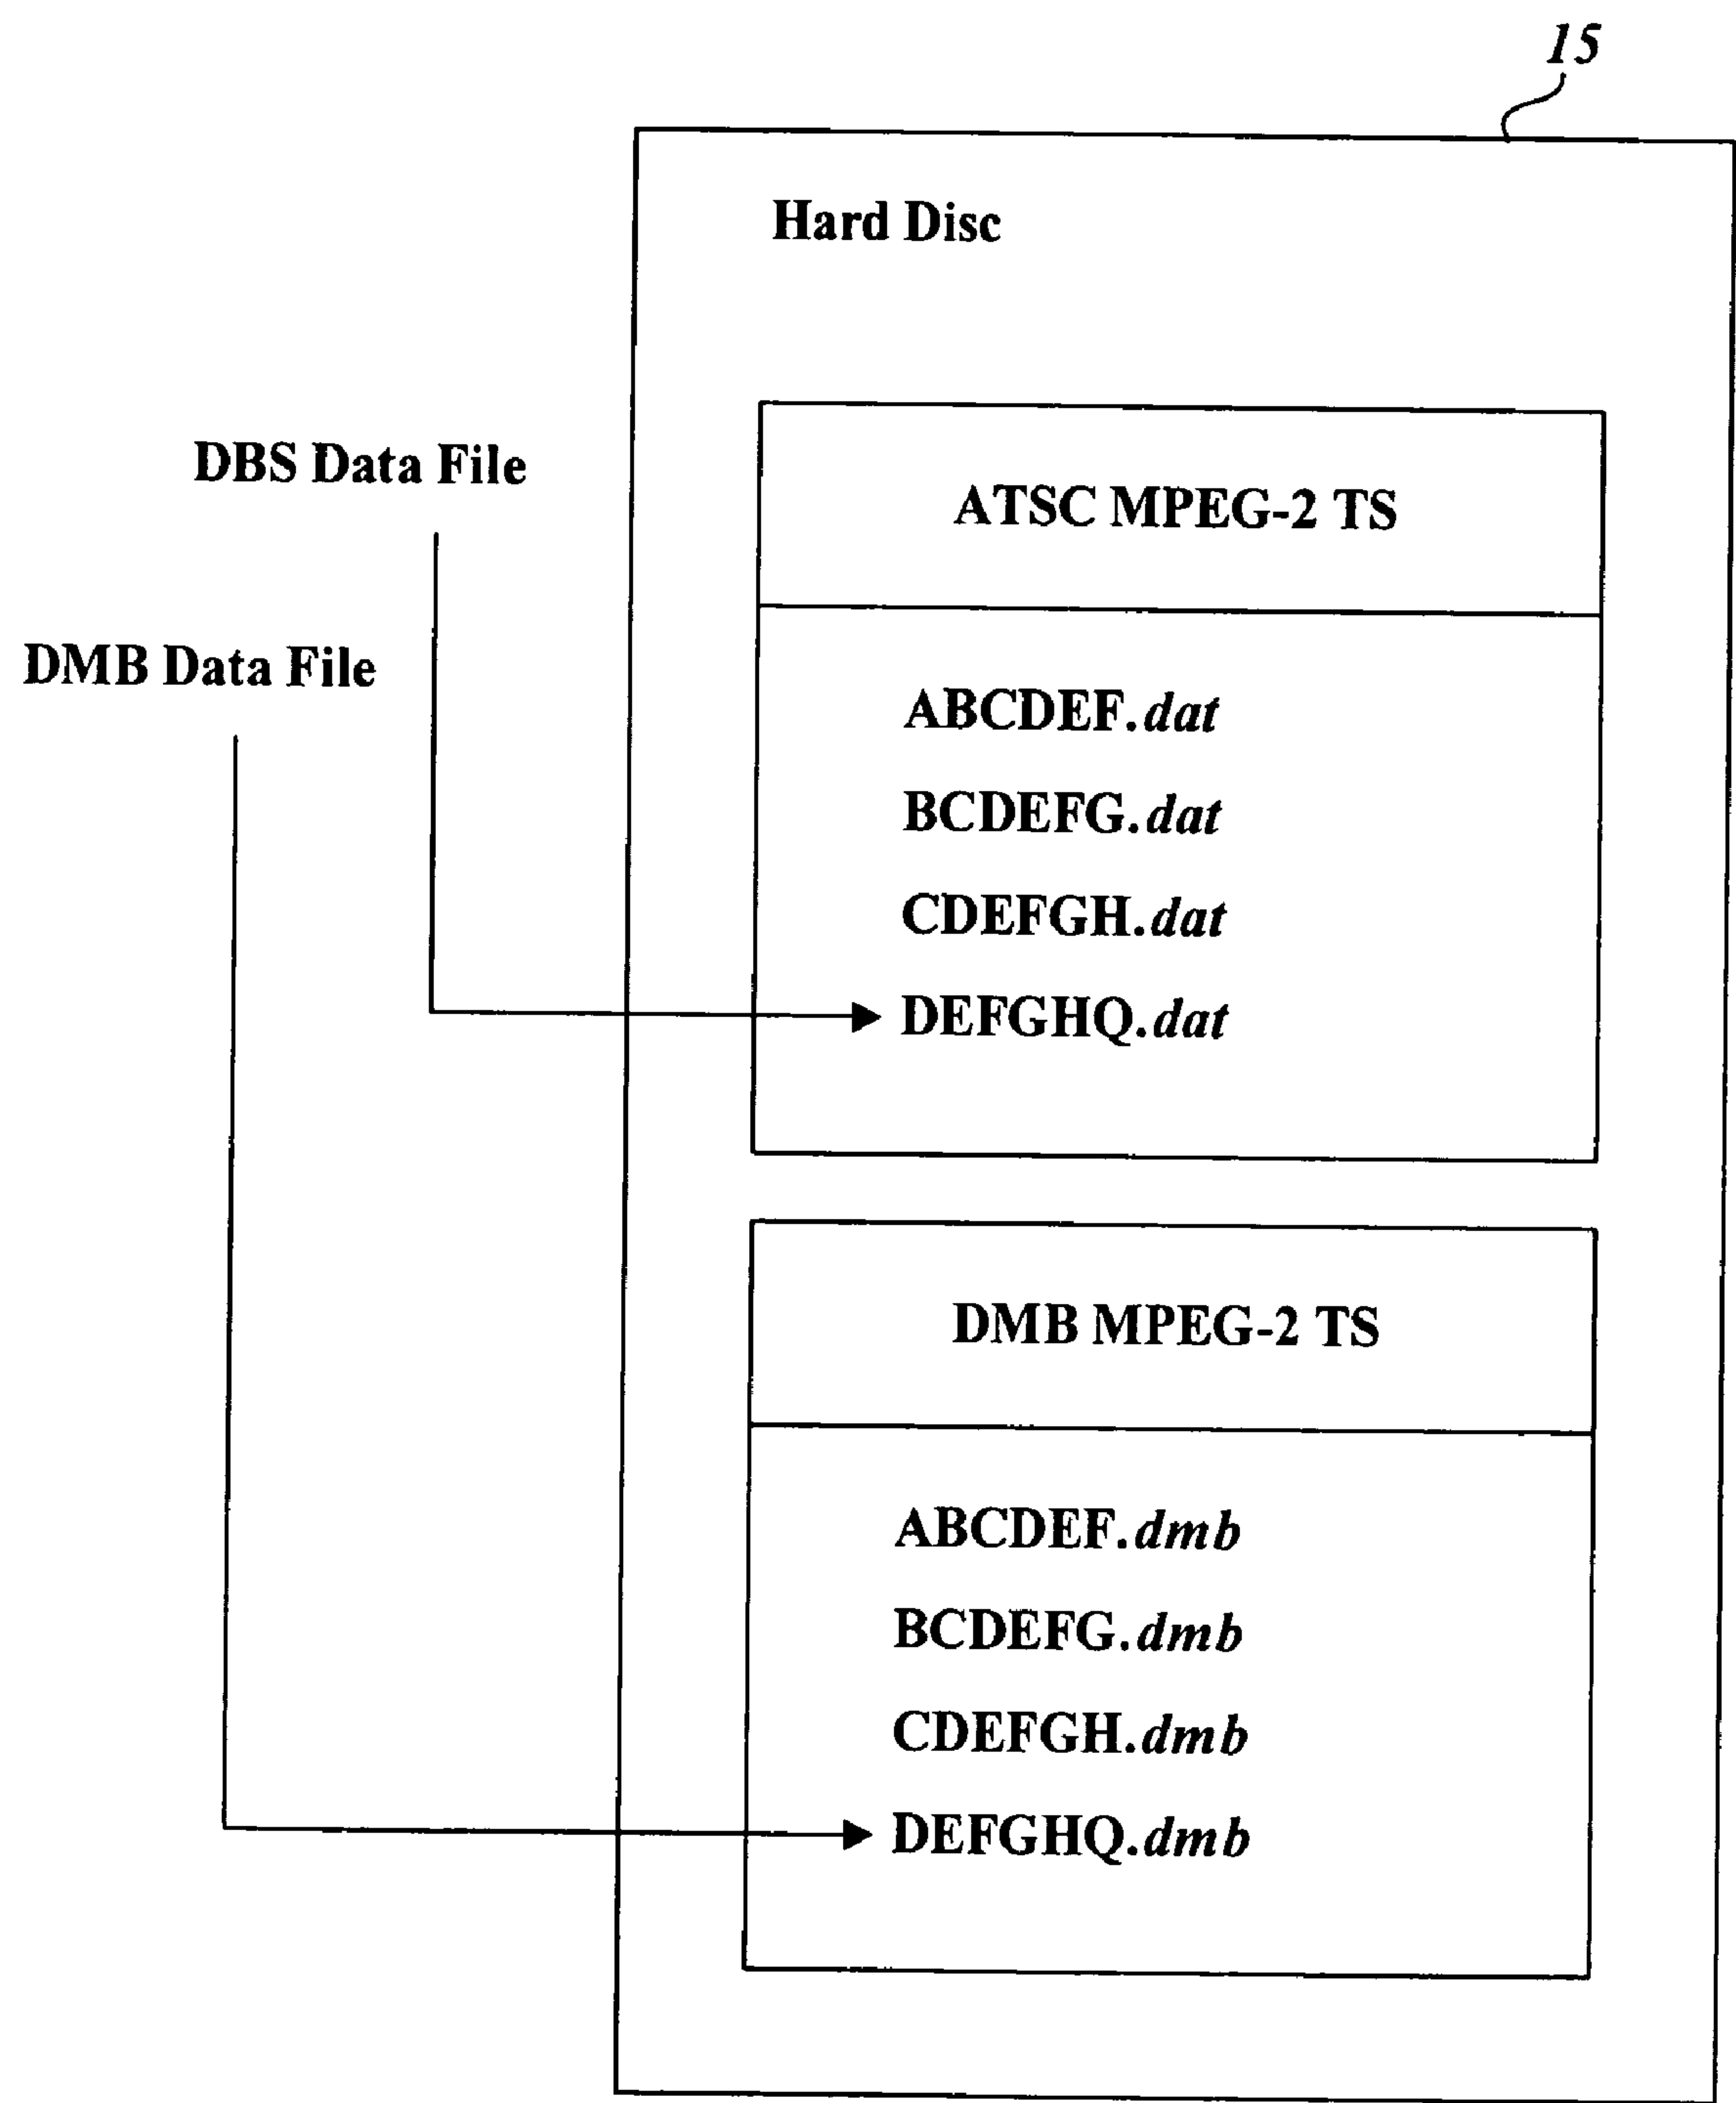 15
Hard Disc
DBS Data File
ATSC MPEG-2 TS
DMB Data File
ABCDEF.dat
BCDEFG.dat
CDEFGH.dat
DEFGHQ.dat
DMB MPEG-2 TS
ABCDEF.dmb
BCDEFG.dmb
CDEFGH.dmb
DEFGHQ.dmb